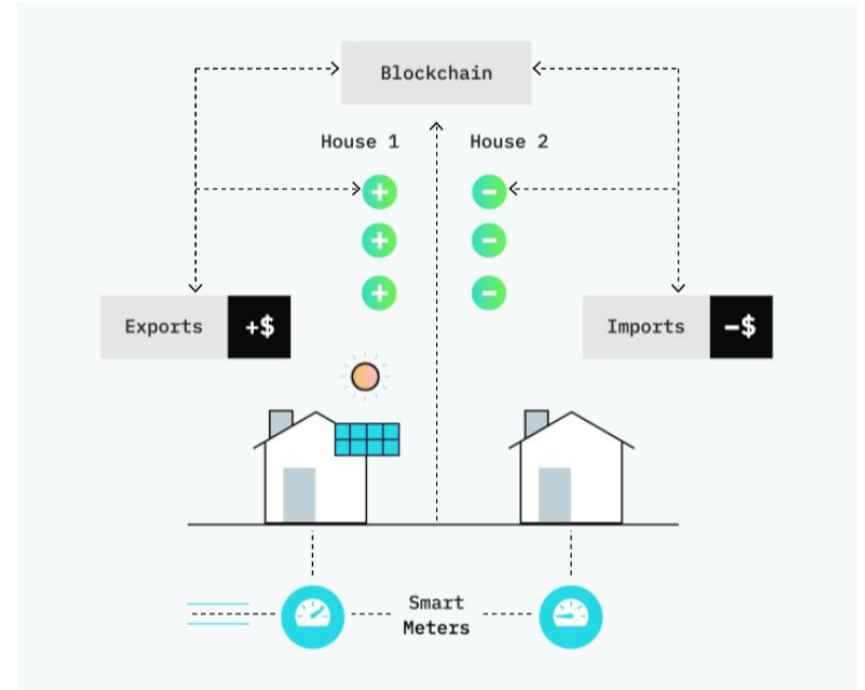 Blockchain
House 1
House 2
+
-
+
-
+
-
Exports
+$
Imports
-$
Smart
Meters